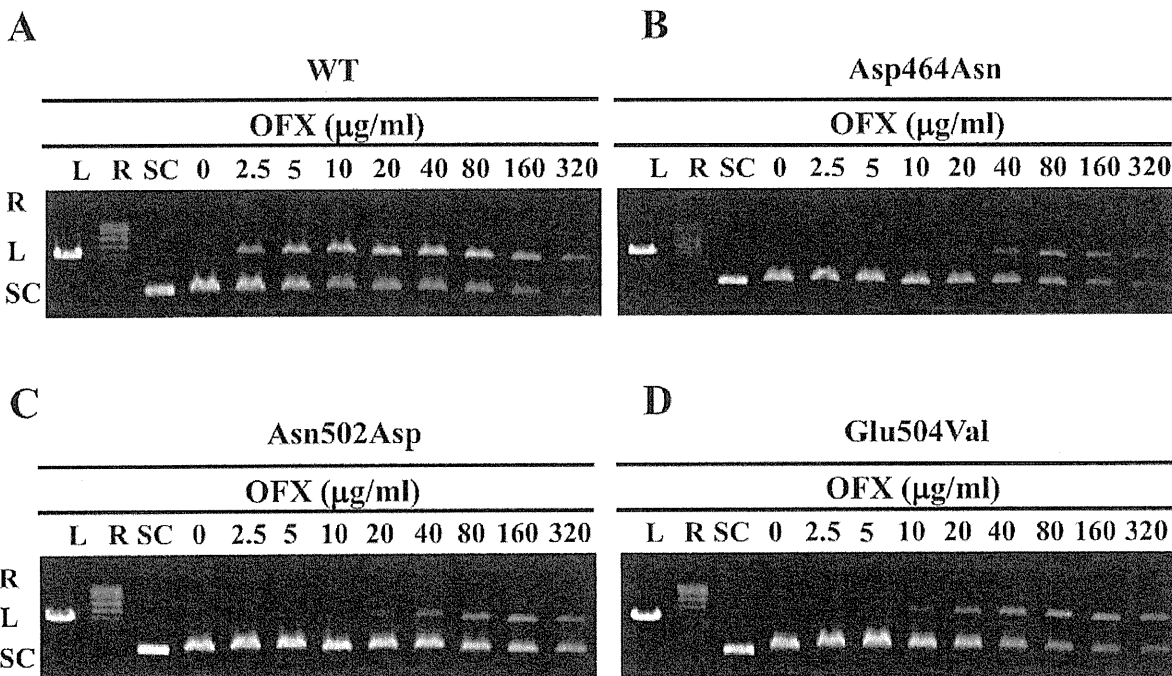 A
WT
OFX (μg/ml)
L R SC 0 2.5 5 10 20 40 80 160 320
R
L
SC
B
Asp464Asn
OFX (μg/ml)
L R SC 0 2.5 5 10 20 40 80 160 320
C
Asn502Asp
OFX (μg/ml)
L R SC 0 2.5 5 10 20 40 80 160 320
R
L
SC
D
Glu504Val
OFX (μg/ml)
L R SC 0 2.5 5 10 20 40 80 160 320